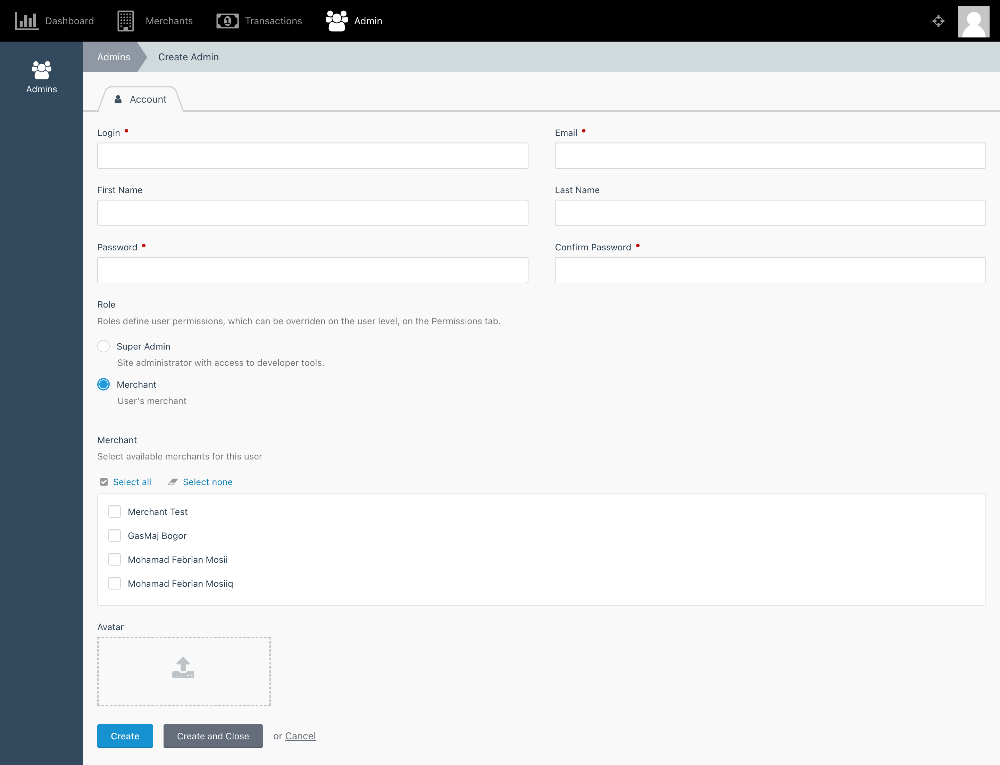 Dashboard Merchants Transactions Admin
Admins
Admins Create Admin
Account
Login Email
First Name Last Name
Password Confirm Password
Role
Roles define user permissions, which can be overriden on the user level, on the Permissions tab.
Super Admin
Site administrator with access to developer tools.
Merchant
User's merchant
Merchant
Select available merchants for this user
Select all Select none
Merchant Test
GasMaj Bogor
Mohamad Febrian Mosii
Mohamad Febrian Mosiiq
Avatar
Create Create and Close or Cancel